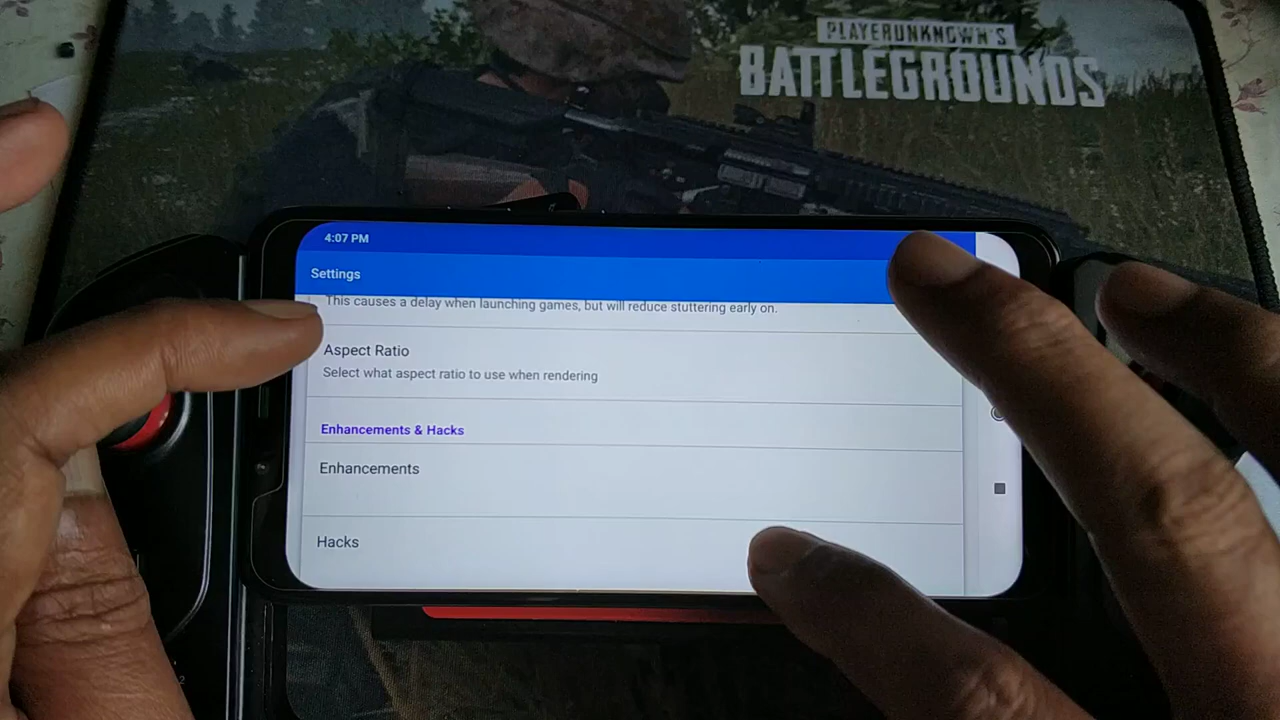 PLAYERUNKNOWN'S
BATTLEGROUNDS
4:07 PM
Settings
This causes a delay when launching games, but will reduce stuttering early on.
Aspect Ratio
Select what aspect ratio to use when rendering
Enhancements & Hacks
Enhancements
Hacks